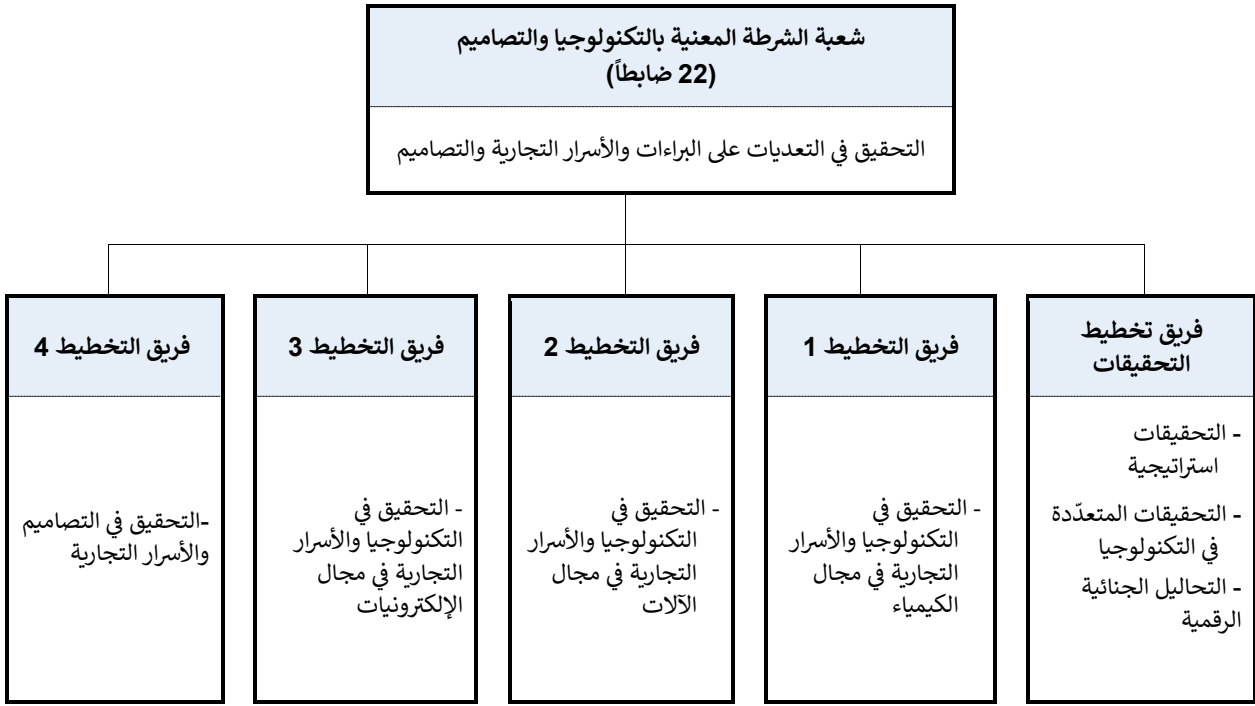 شعبة الشرطة المعنية بالتكنولوجيا والتصاميم
(22 ضابطاً)
التحقيق في التعديات على البراءات والأسرار التجارية والتصاميم
فريق تخطيط
التحقيقات
- التحقيقات
استراتيجية
- التحقيقات المتعدّدة
في التكنولوجيا
- التحاليل الجنائية
الرقمية
فريق التخطيط 1
- التحقيق في
التكنولوجيا والأسرار
التجارية في مجال
الكيمياء
فريق التخطيط 2
- التحقيق في
التكنولوجيا والأسرار
التجارية في مجال
الآلات
فريق التخطيط 3
- التحقيق في
التكنولوجيا والأسرار
التجارية في مجال
الإلكترونيات
فريق التخطيط 4
-التحقيق في التصاميم
والأسرار التجارية